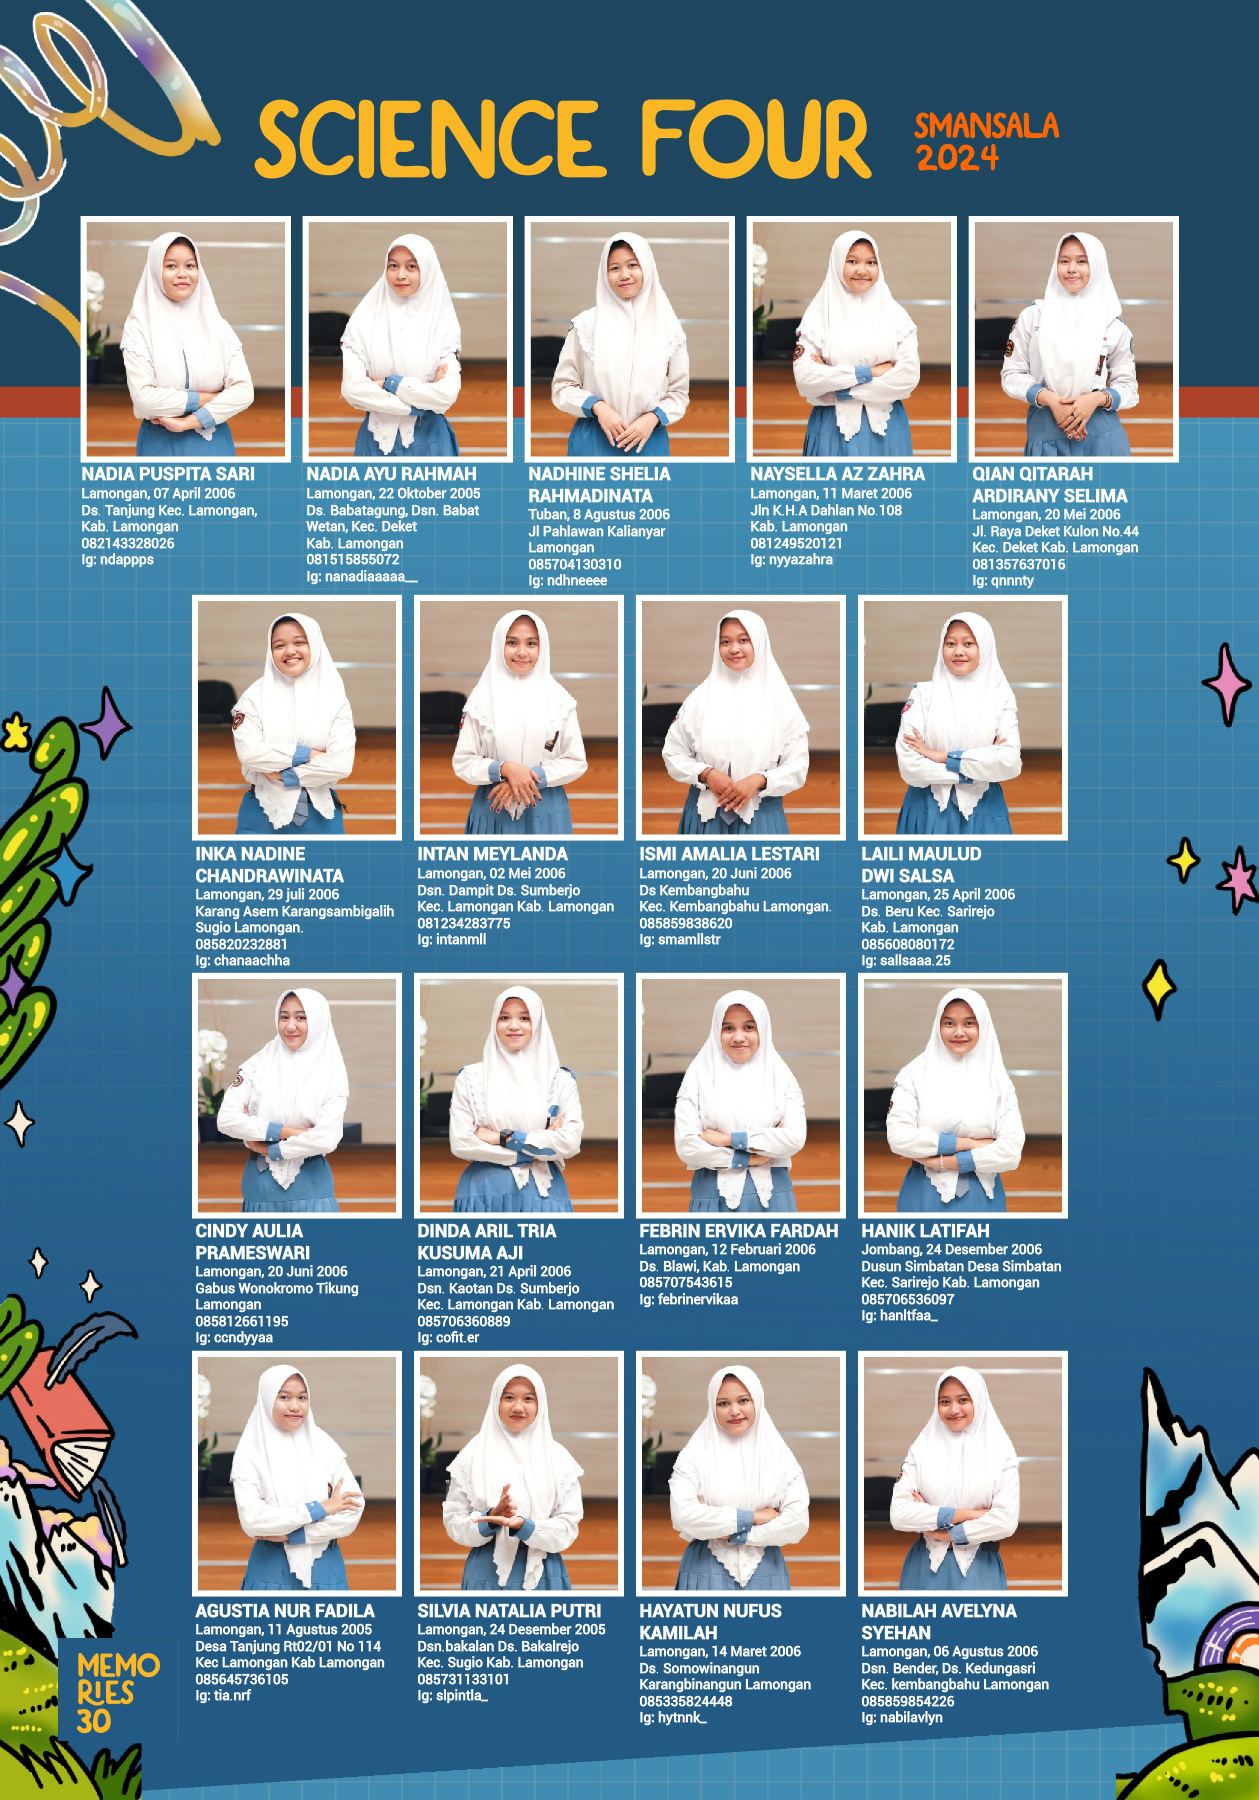 SCIENCE FOUR
SMANSALA
2024
NADIA PUSPITA SARI
Lamongan, 07 April 2006
Ds. Tanjung Kec. Lamongan,
Kab. Lamongan
082143328026
Ig: ndappps
NADIA AYU RAHMAH
Lamongan, 22 Oktober 2005
Ds. Babatagung, Dsn. Babat
Wetan, Kec. Deket
Kab. Lamongan
081515855072
Ig: nanadiaaaaa__
NADHINE SHELIA
RAHMADINATA
Tuban, 8 Agustus 2006
Jl Pahlawan Kalianyar
Lamongan
085704130310
Ig: ndhneeee
NAYSELLA AZ ZAHRA
Lamongan, 11 Maret 2006
Jln K.H.A Dahlan No.108
Kab. Lamongan
081249520121
Ig: nyyazahra
QIAN QITARAH
ARDIRANY SELIMA
Lamongan, 20 Mei 2006
Jl. Raya Deket Kulon No.44
Kec. Deket Kab. Lamongan
081357637016
Ig: qnnnty
INKA NADINE
CHANDRAWINATA
Lamongan, 29 juli 2006
Karang Asem Karangsambigalih
Sugio Lamongan.
085820232881
Ig: chanaachha
INTAN MEYLANDA
Lamongan, 02 Mei 2006
Dsn. Dampit Ds. Sumberjo
Kec. Lamongan Kab. Lamongan
081234283775
Ig: intanmll
ISMI AMALIA LESTARI
Lamongan, 20 Juni 2006
Ds Kembangbahu
Kec. Kembangbahu Lamongan.
085859838620
Ig: smamllstr
LAILI MAULUD
DWI SALSA
Lamongan, 25 April 2006
Ds. Beru Kec. Sarirejo
Kab. Lamongan
085608080172
Ig: sallsaaa.25
CINDY AULIA
PRAMESWARI
Lamongan, 20 Juni 2006
Gabus Wonokromo Tikung
Lamongan
085812661195
Ig: ccndyyaa
DINDA ARIL TRIA
KUSUMA AJI
Lamongan, 21 April 2006
Dsn. Kaotan Ds. Sumberjo
Kec. Lamongan Kab. Lamongan
085706360889
Ig: cofit.er
FEBRIN ERVIKA FARDAH
Lamongan, 12 Februari 2006
Ds. Blawi, Kab. Lamongan
085707543615
Ig: febrinervikaa
HANIK LATIFAH
Jombang, 24 Desember 2006
Dusun Simbatan Desa Simbatan
Kec. Sarirejo Kab. Lamongan
085706536097
Ig: hanltfaa_
AGUSTIA NUR FADILA
Lamongan, 11 Agustus 2005
Desa Tanjung Rt02/01 No 114
Kec Lamongan Kab Lamongan
085645736105
Ig: tia.nrf
SILVIA NATALIA PUTRI
Lamongan, 24 Desember 2005
Dsn.bakalan Ds. Bakalrejo
Kec. Sugio Kab. Lamongan
085731133101
Ig: slpintla_
HAYATUN NUFUS
KAMILAH
Lamongan, 14 Maret 2006
Ds. Somowinangun
Karangbinangun Lamongan
085335824448
Ig: hytnnk_
NABILAH AVELYNA
SYEHAN
Lamongan, 06 Agustus 2006
Dsn. Bender, Ds. Kedungasri
Kec. kembangbahu Lamongan
085859854226
Ig: nabilavlyn
MEMO
RIES
30